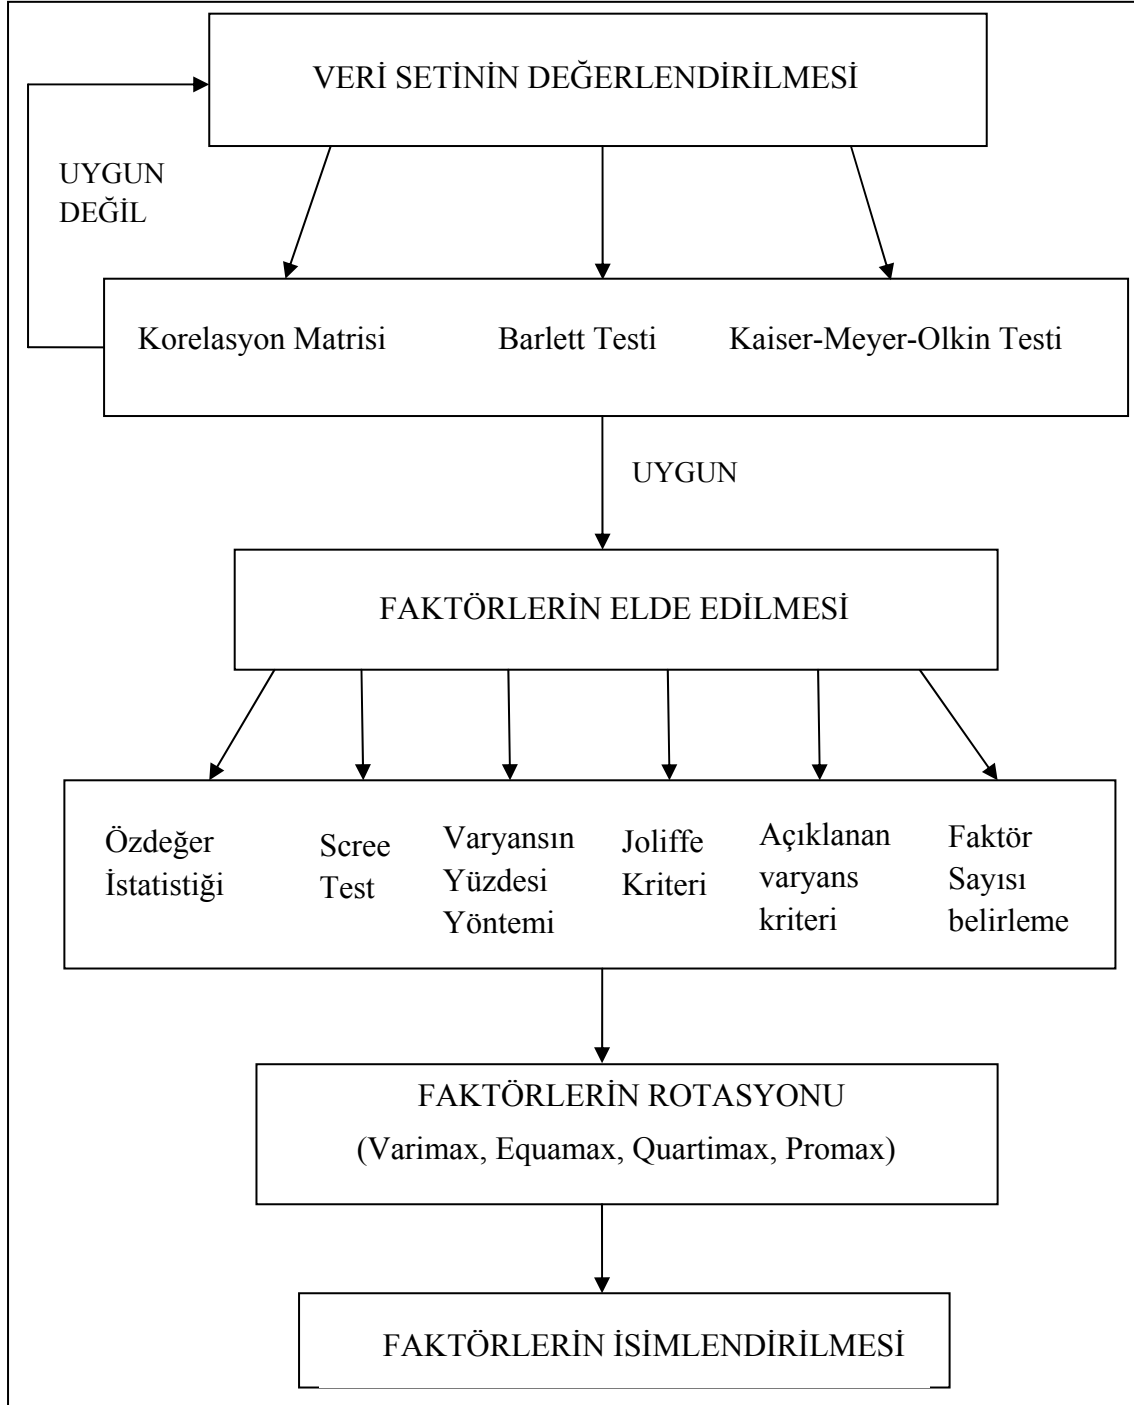 VERİ SETİNİN DEĞERLENDİRİLMESİ
UYGUN
DEĞİL
Korelasyon Matrisi
Barlett Testi
Kaiser-Meyer-Olkin Testi
UYGUN
FAKTÖRLERİN ELDE EDİLMESİ
Özdeğer
İstatistiği
Scree
Test
Varyansın
Yüzdesi
Yöntemi
Joliffe
Kriteri
Açıklanan
varyans
kriteri
Faktör
Sayısı
belirleme
FAKTÖRLERİN ROTASYONU
(Varimax, Equamax, Quartimax, Promax)
FAKTÖRLERİN İSİMLENDİRİLMESİ